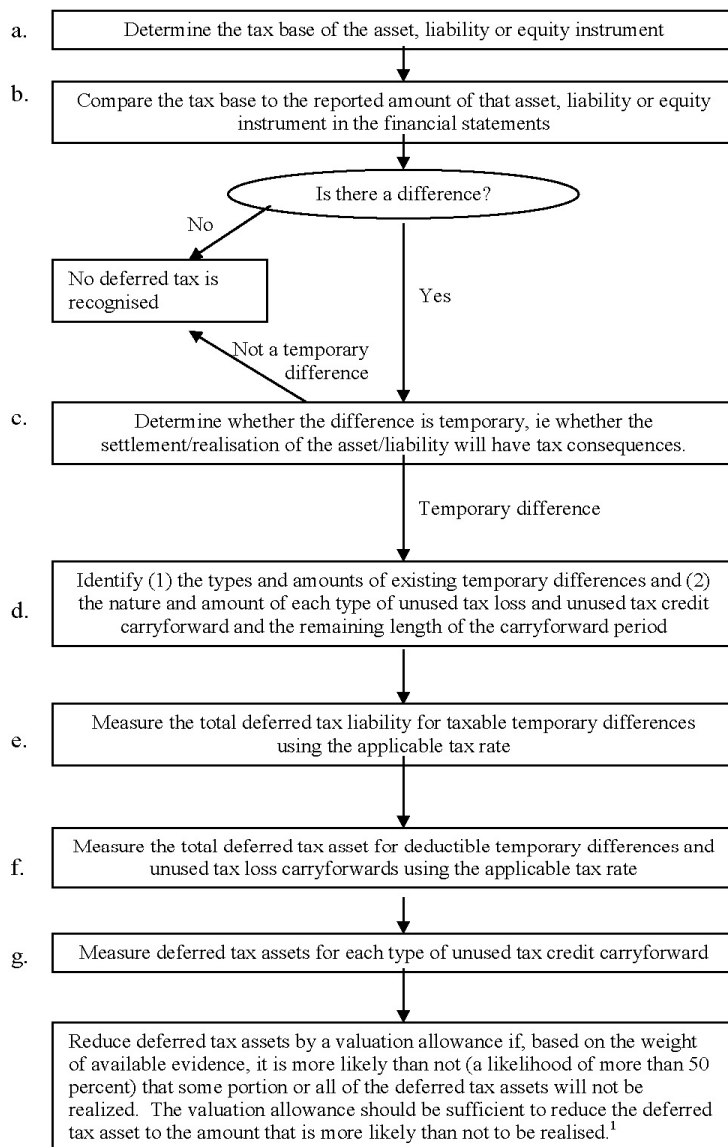 a.
Determine the tax base of the asset, liability or equity instrument
b.
Compare the tax base to the reported amount of that asset, liability or equity
instrument in the financial statements
Is there a difference?
No
No deferred tax is
recognised
Yes
Not a temporary
difference
c.
Determine whether the difference is temporary, ie whether the
settlement/realisation of the asset/liability will have tax consequences.
Temporary difference
d.
Identify (1) the types and amounts of existing temporary differences and (2)
the nature and amount of each type of unused tax loss and unused tax credit
carryforward and the remaining length of the carryforward period
e.
Measure the total deferred tax liability for taxable temporary differences
using the applicable tax rate
f.
Measure the total deferred tax asset for deductible temporary differences and
unused tax loss carryforwards using the applicable tax rate
g.
Measure deferred tax assets for each type of unused tax credit carryforward
Reduce deferred tax assets by a valuation allowance if, based on the weight
of available evidence, it is more likely than not (a likelihood of more than 50
percent) that some portion or all of the deferred tax assets will not be
realized. The valuation allowance should be sufficient to reduce the deferred
tax asset to the amount that is more likely than not to be realised.1